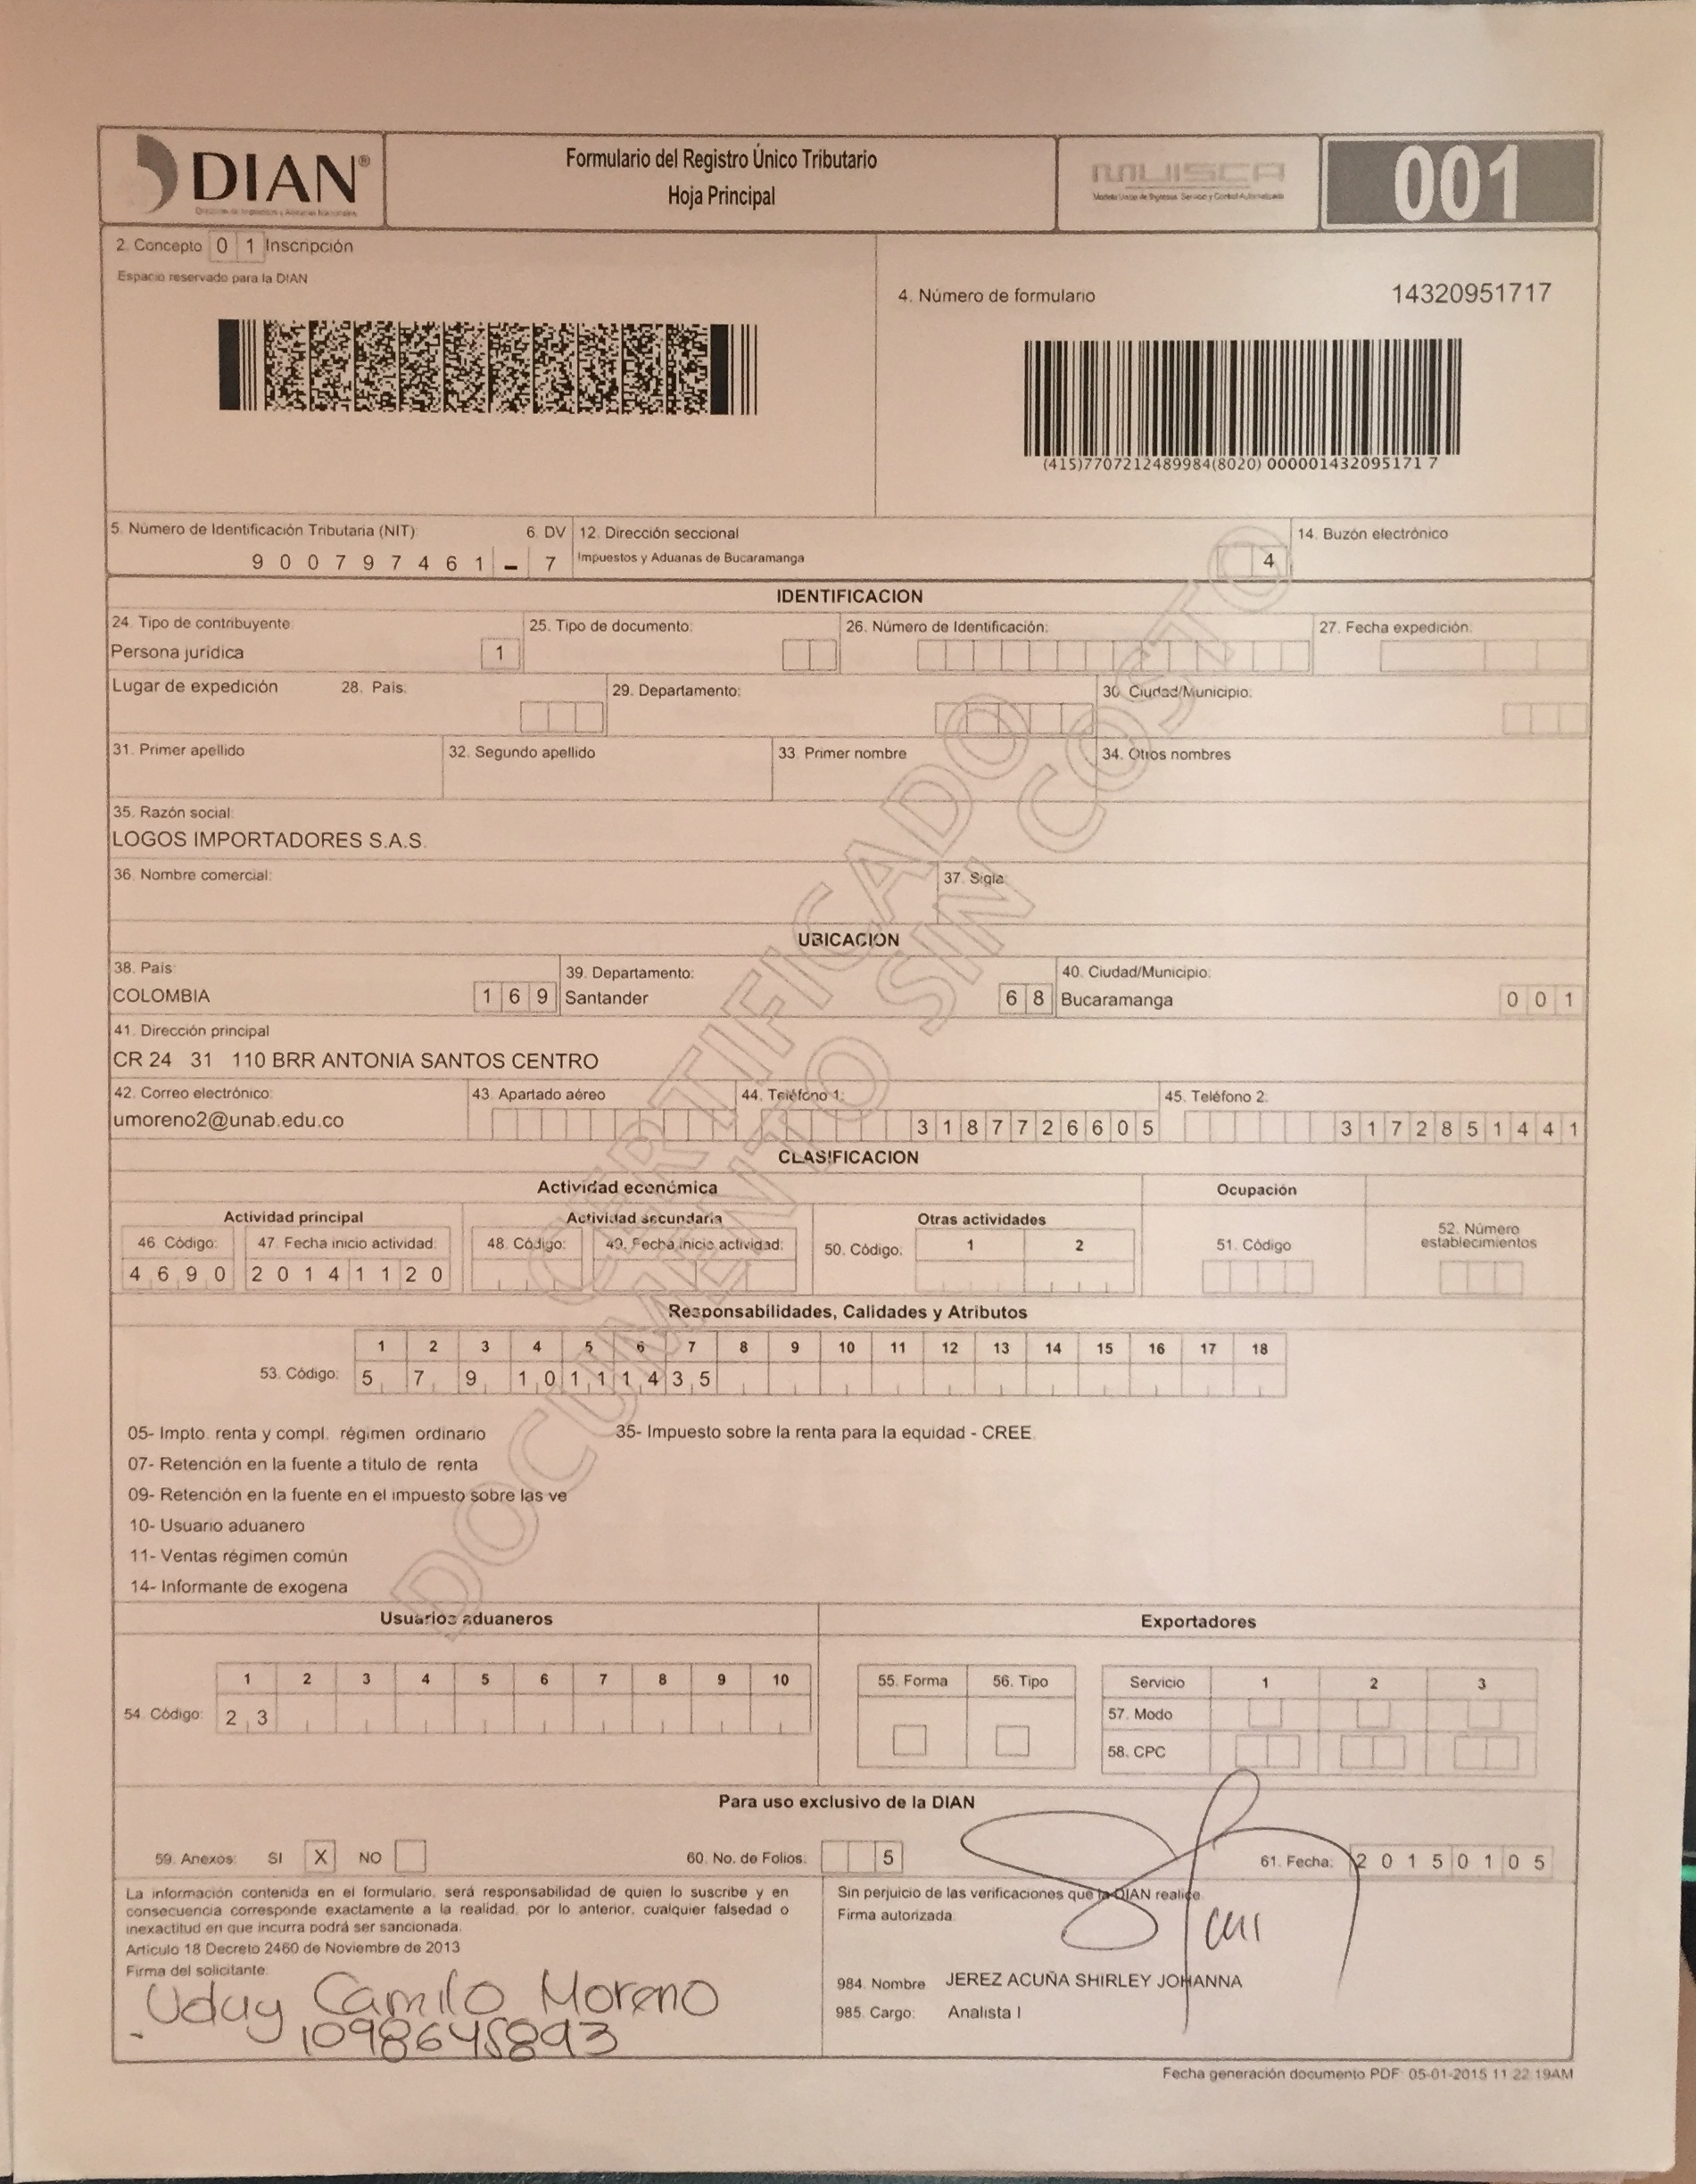 DIAN®
Dirección de Impuestos y Aduanas Nacionales
Formulario del Registro Único Tributario
Hoja Principal
MUISCA
Modelo Único de Ingresos, Servicio y Control Automatizado
001
2. Concepto 0 1 Inscripción
Espacio reservado para la DIAN
4. Número de formulario 14320951717
(415)7707212489984(8020) 000001432095171 7
5. Número de Identificación Tributaria (NIT): 6. DV 12. Dirección seccional 14. Buzón electrónico
9 0 0 7 9 7 4 6 1 - 7 Impuestos y Aduanas de Bucaramanga 4
IDENTIFICACION
24. Tipo de contribuyente: 25. Tipo de documento: 26. Número de Identificación: 27. Fecha expedición:
Persona jurídica 1
Lugar de expedición 28. País: 29. Departamento: 30. Ciudad/Municipio:
31. Primer apellido 32. Segundo apellido 33. Primer nombre 34. Otros nombres
35. Razón social:
LOGOS IMPORTADORES S.A.S.
36. Nombre comercial: 37. Sigla:
UBICACION
38. País: 39. Departamento: 40. Ciudad/Municipio:
COLOMBIA 1 6 9 Santander 6 8 Bucaramanga 0 0 1
41. Dirección principal
CR 24 31 110 BRR ANTONIA SANTOS CENTRO
42. Correo electrónico: 43. Apartado aéreo 44. Teléfono 1: 45. Teléfono 2:
umoreno2@unab.edu.co 3 1 8 7 7 2 6 6 0 5 3 1 7 2 8 5 1 4 4 1
CLASIFICACION
Actividad económica Ocupación
Actividad principal Actividad secundaria Otras actividades 52. Número establecimientos
46. Código: 47. Fecha inicio actividad: 48. Código: 49. Fecha inicio actividad: 50. Código: 1 2 51. Código
4 6 9 0 2 0 1 4 1 1 2 0
Responsabilidades, Calidades y Atributos
1 2 3 4 5 6 7 8 9 10 11 12 13 14 15 16 17 18
53. Código: 5 7 9 1 0 1 1 1 4 3 5
05- Impto. renta y compl. régimen ordinario 35- Impuesto sobre la renta para la equidad - CREE.
07- Retención en la fuente a título de renta
09- Retención en la fuente en el impuesto sobre las ve
10- Usuario aduanero
11- Ventas régimen común
14- Informante de exogena
Usuarios aduaneros Exportadores
1 2 3 4 5 6 7 8 9 10 55. Forma 56. Tipo Servicio 1 2 3
54. Código: 2 3 57. Modo
58. CPC
Para uso exclusivo de la DIAN
59. Anexos: SI X NO 60. No. de Folios: 5 61. Fecha: 2 0 1 5 0 1 0 5
La información contenida en el formulario, será responsabilidad de quien lo suscribe y en
consecuencia corresponde exactamente a la realidad, por lo anterior, cualquier falsedad o
inexactitud en que incurra podrá ser sancionada.
Artículo 18 Decreto 2460 de Noviembre de 2013
Firma del solicitante:
Uday Camilo Moreno
1098645893
Sin perjuicio de las verificaciones que la DIAN realice.
Firma autorizada:
984. Nombre JEREZ ACUÑA SHIRLEY JOHANNA
985. Cargo: Analista I
Fecha generación documento PDF: 05-01-2015 11:22:19AM
CERTIFICADO
DOCUMENTO SIN COSTO